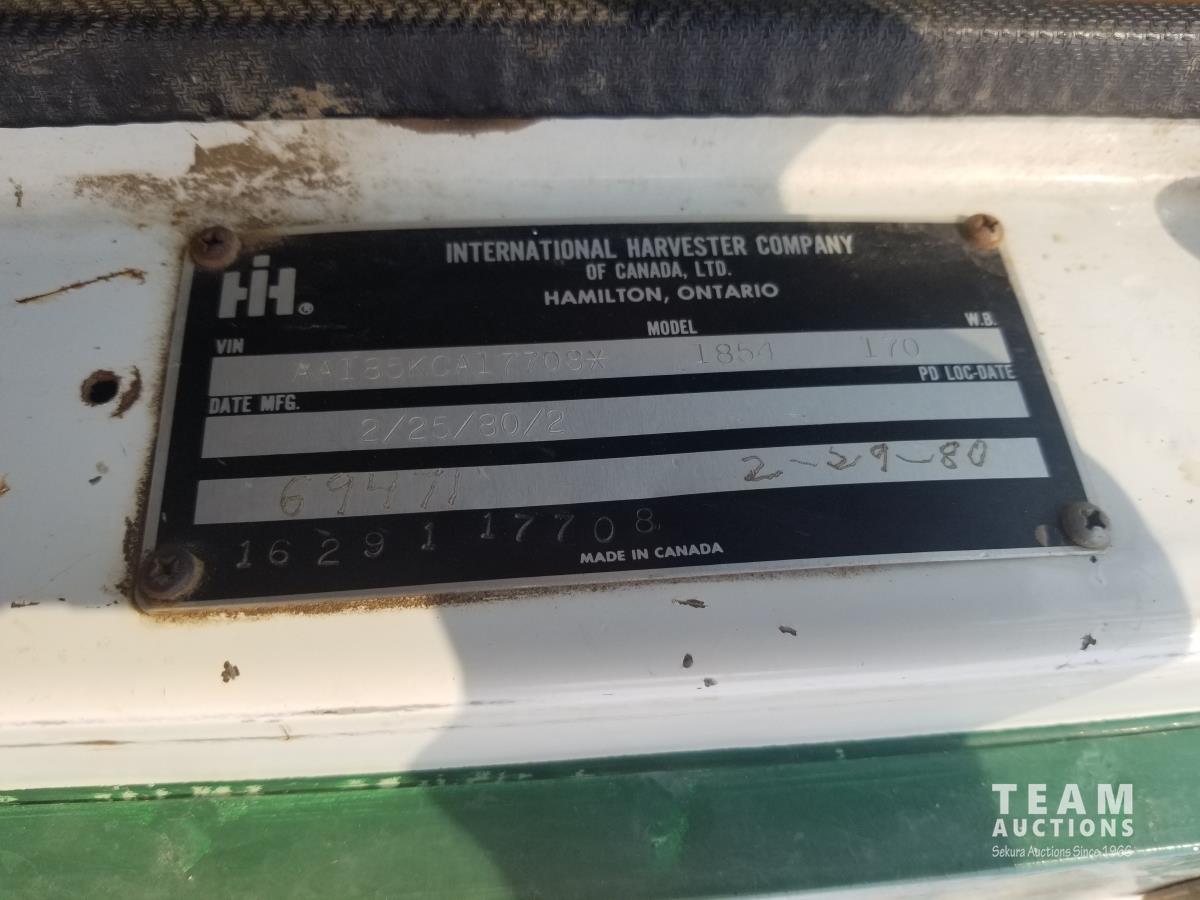 INTERNATIONAL HARVESTER COMPANY
OF CANADA, LTD.
HAMILTON, ONTARIO
IH®
VIN MODEL W.B.
AA185KCA17708* 1854 170
DATE MFG. PD LOC-DATE
2/25/80/2
69471 2-29-80
16291 17708
MADE IN CANADA
TEAM
AUCTIONS
Sekura Auctions Since 1966